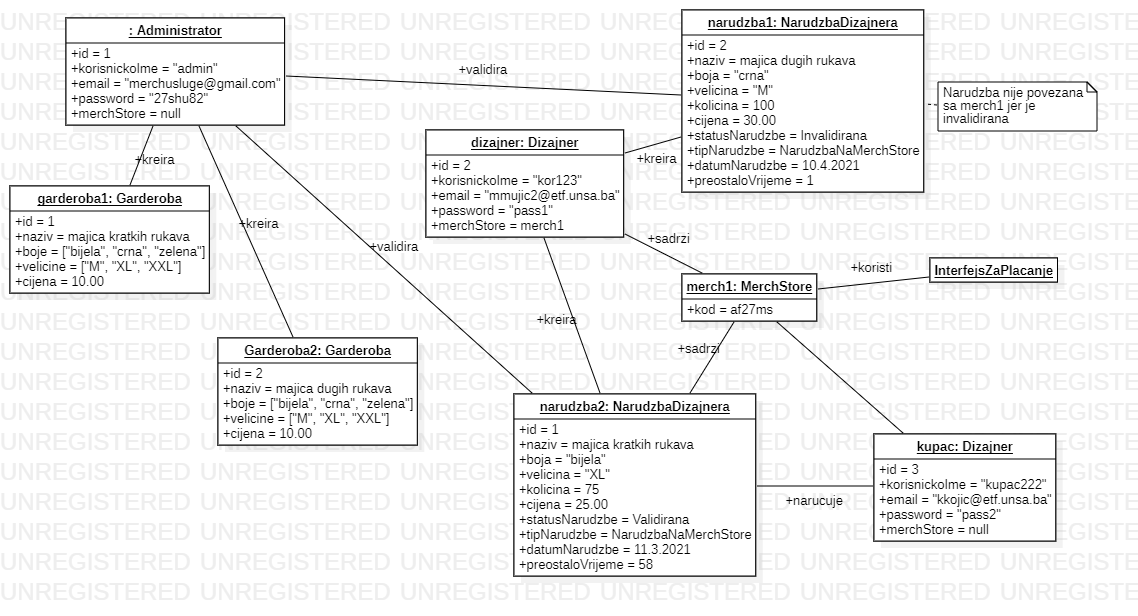 : Administrator
+id = 1
+korisnickoIme = "admin"
+email = "merchusluge@gmail.com"
+password = "27shu82"
+merchStore = null
+validira
narudzba1: NarudzbaDizajnera
+id = 2
+naziv = majica dugih rukava
+boja = "crna"
+velicina = "M"
+kolicina = 100
+cijena = 30.00
+statusNarudzbe = Invalidirana
+tipNarudzbe = NarudzbaNaMerchStore
+datumNarudzbe = 10.4.2021
+preostaloVrijeme = 1
Narudzba nije povezana
sa merch1 jer je
invalidirana
+kreira
dizajner: Dizajner
+id = 2
+korisnickoIme = "kor123"
+email = "mmujic2@etf.unsa.ba"
+password = "pass1"
+merchStore = merch1
+kreira
garderoba1: Garderoba
+id = 1
+naziv = majica kratkih rukava
+boje = ["bijela", "crna", "zelena"]
+velicine = ["M", "XL", "XXL"]
+cijena = 10.00
+kreira
+validira
+sadrzi
merch1: MerchStore
+kod = af27ms
+koristi
InterfejsZaPlacanje
+kreira
+sadrzi
Garderoba2: Garderoba
+id = 2
+naziv = majica dugih rukava
+boje = ["bijela", "crna", "zelena"]
+velicine = ["M", "XL", "XXL"]
+cijena = 10.00
narudzba2: NarudzbaDizajnera
+id = 1
+naziv = majica kratkih rukava
+boja = "bijela"
+velicina = "XL"
+kolicina = 75
+cijena = 25.00
+statusNarudzbe = Validirana
+tipNarudzbe = NarudzbaNaMerchStore
+datumNarudzbe = 11.3.2021
+preostaloVrijeme = 58
+narucuje
kupac: Dizajner
+id = 3
+korisnickoIme = "kupac222"
+email = "kkojic@etf.unsa.ba"
+password = "pass2"
+merchStore = null
UNREGISTERED